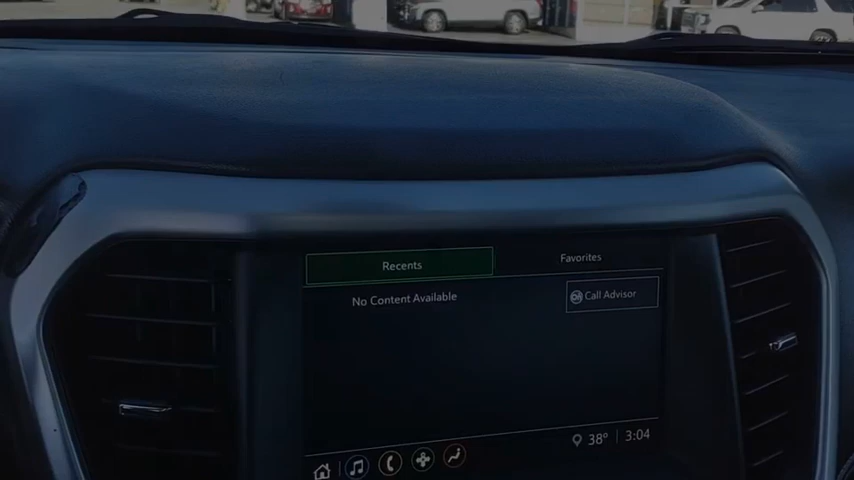 Recents
Favorites
No Content Available
Call Advisor
38°
3:04